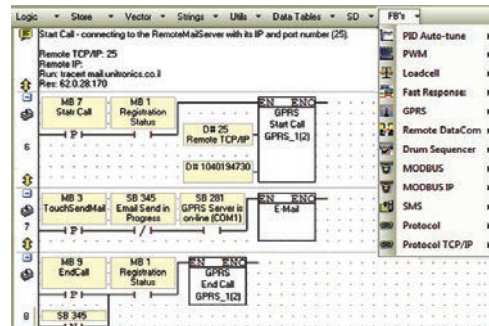 Logic Store Vector Strings Utils Data Tables SD FB's
Start Call - connecting to the RemoteMailServer with its IP and port number (25).
Remote TCP/IP: 25
Remote IP:
Run: tracert mail.unitronics.co.il
Res: 62.0.28.170
PID Auto-tune
PWM
Loadcell
Fast Response:
GPRS
Remote DataCom
Drum Sequencer
MODBUS
MODBUS IP
SMS
Protocol
Protocol TCP/IP
6
MB 7
Start Call
P
MB 1
Registration
Status
EN ENO
GPRS
Start Call
GPRS_1(2)
D# 25
Remote TCP/IP
D# 1040194730
7
MB 3
TouchSendMail
P
SB 345
Email Send in
Progress
/
SB 281
GPRS Server is
on-line (COM1)
EN ENO
E-Mail
8
MB 9
EndCall
P
MB 1
Registration
Status
EN ENO
GPRS
End Call
GPRS_1(2)
SB 345